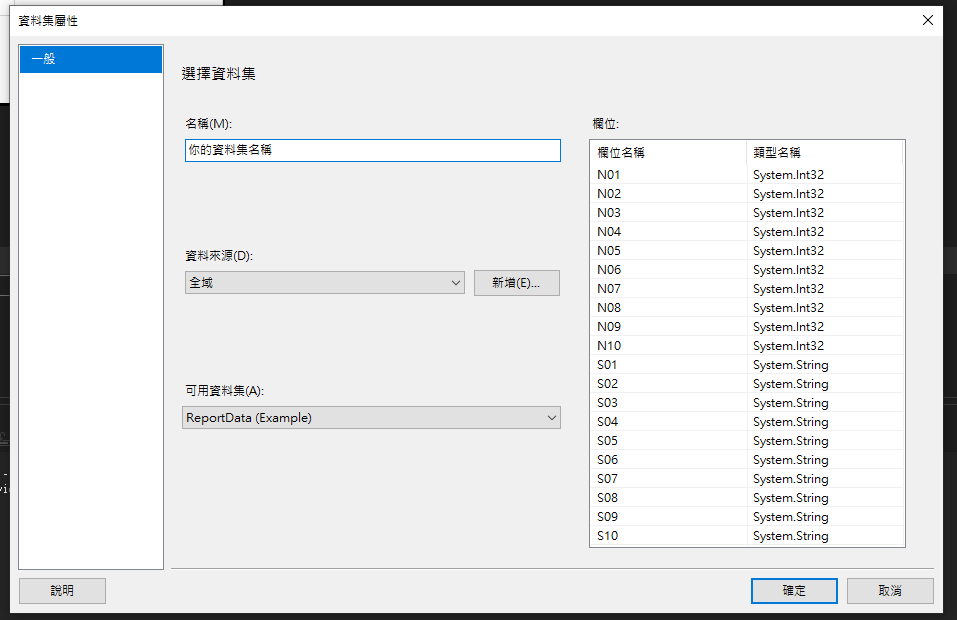 資料集屬性
一般
選擇資料集
名稱(M):
你的資料集名稱
資料來源(D):
全域
新增(E)...
可用資料集(A):
ReportData (Example)
欄位:
欄位名稱 類型名稱
N01 System.Int32
N02 System.Int32
N03 System.Int32
N04 System.Int32
N05 System.Int32
N06 System.Int32
N07 System.Int32
N08 System.Int32
N09 System.Int32
N10 System.Int32
S01 System.String
S02 System.String
S03 System.String
S04 System.String
S05 System.String
S06 System.String
S07 System.String
S08 System.String
S09 System.String
S10 System.String
說明
確定
取消